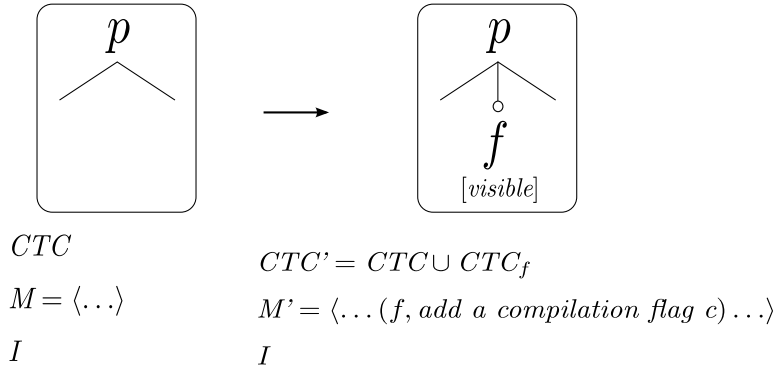 p
p
f
[visible]
CTC
M = ⟨...⟩
I
CTC' = CTC ∪ CTC_f
M' = ⟨... (f, add a compilation flag c) ...⟩
I